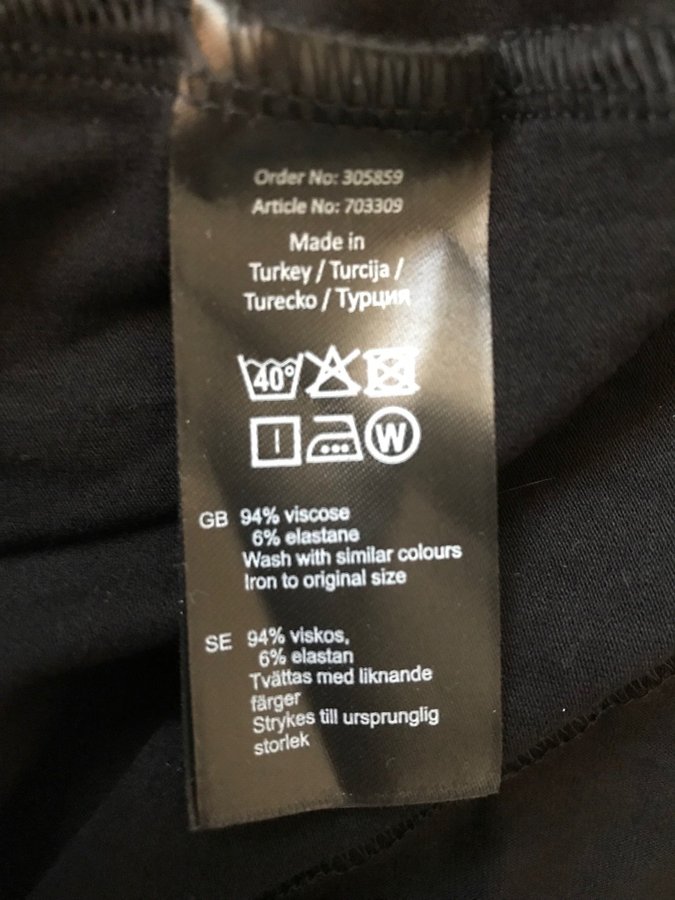 Order No: 305859
Article No: 703309
Made in
Turkey / Turcija /
Turecko / Турция
40°
W
GB 94% viscose
6% elastane
Wash with similar colours
Iron to original size
SE 94% viskos,
6% elastan
Tvättas med liknande
färger
Strykes till ursprunglig
storlek